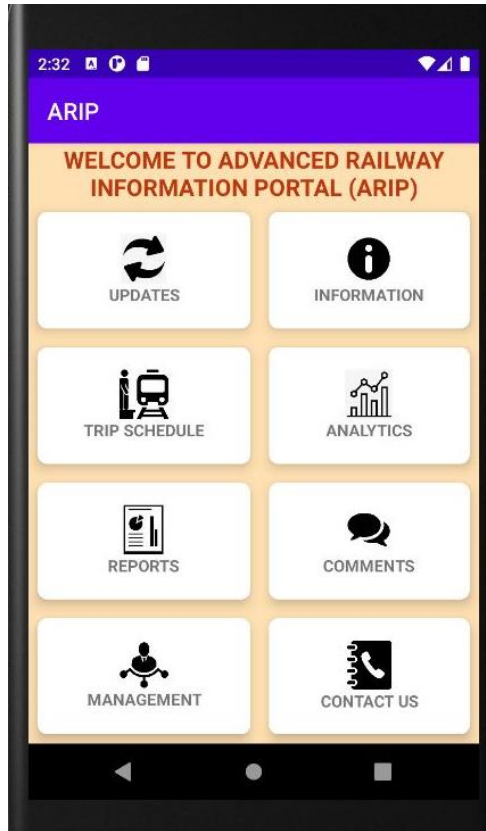 2:32
ARIP
WELCOME TO ADVANCED RAILWAY
INFORMATION PORTAL (ARIP)
UPDATES
INFORMATION
TRIP SCHEDULE
ANALYTICS
REPORTS
COMMENTS
MANAGEMENT
CONTACT US